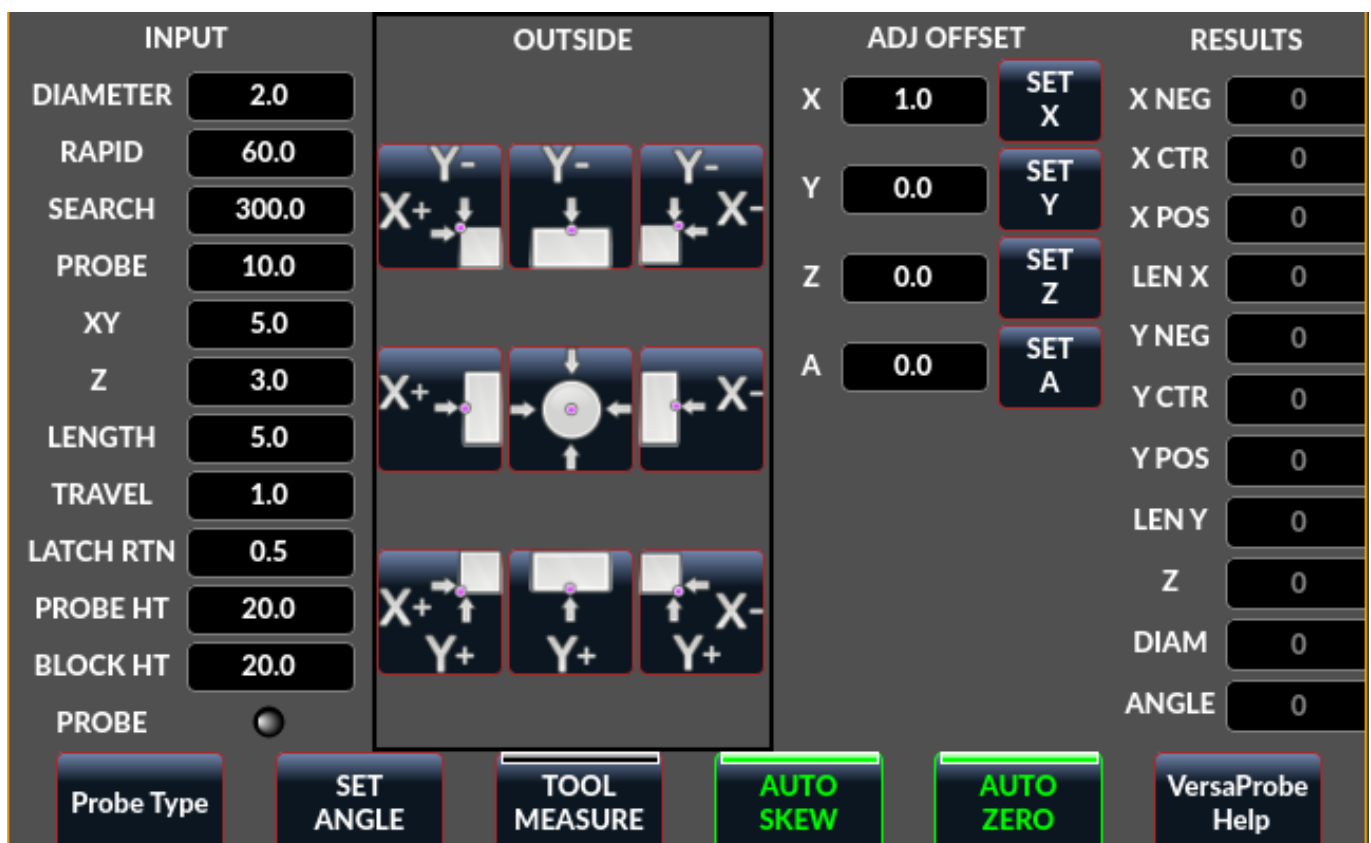 INPUT
DIAMETER 2.0
RAPID 60.0
SEARCH 300.0
PROBE 10.0
XY 5.0
Z 3.0
LENGTH 5.0
TRAVEL 1.0
LATCH RTN 0.5
PROBE HT 20.0
BLOCK HT 20.0
PROBE
OUTSIDE
Y- Y- Y-
X+ X-
X+ X-
X+ X-
Y+ Y+ Y+
ADJ OFFSET
X 1.0 SET
X
Y 0.0 SET
Y
Z 0.0 SET
Z
A 0.0 SET
A
RESULTS
X NEG 0
X CTR 0
X POS 0
LEN X 0
Y NEG 0
Y CTR 0
Y POS 0
LEN Y 0
Z 0
DIAM 0
ANGLE 0
Probe Type
SET
ANGLE
TOOL
MEASURE
AUTO
SKEW
AUTO
ZERO
VersaProbe
Help